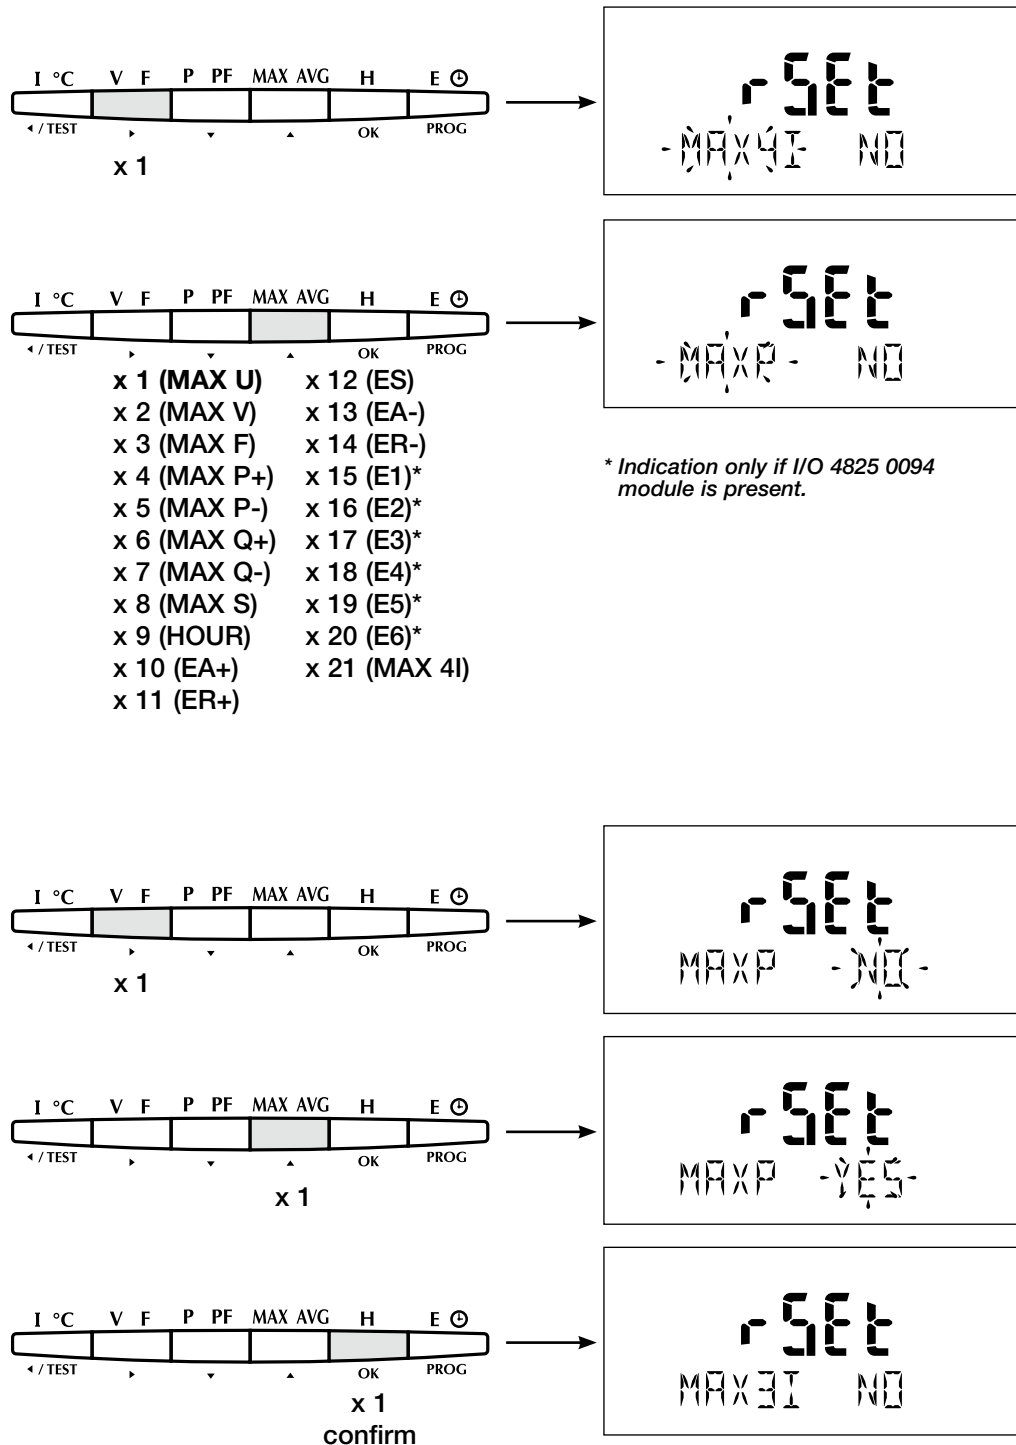 I °C V F P PF MAX AVG H E
/ TEST OK PROG
x 1
rSEt
MAX4I NO
I °C V F P PF MAX AVG H E
/ TEST OK PROG
x 1 (MAX U)
x 2 (MAX V)
x 3 (MAX F)
x 4 (MAX P+)
x 5 (MAX P-)
x 6 (MAX Q+)
x 7 (MAX Q-)
x 8 (MAX S)
x 9 (HOUR)
x 10 (EA+)
x 11 (ER+)
x 12 (ES)
x 13 (EA-)
x 14 (ER-)
x 15 (E1)*
x 16 (E2)*
x 17 (E3)*
x 18 (E4)*
x 19 (E5)*
x 20 (E6)*
x 21 (MAX 4I)
rSEt
MAXP NO
* Indication only if I/O 4825 0094
module is present.
I °C V F P PF MAX AVG H E
/ TEST OK PROG
x 1
rSEt
MAXP NO
I °C V F P PF MAX AVG H E
/ TEST OK PROG
x 1
rSEt
MAXP YES
I °C V F P PF MAX AVG H E
/ TEST OK PROG
x 1
confirm
rSEt
MAX3I NO